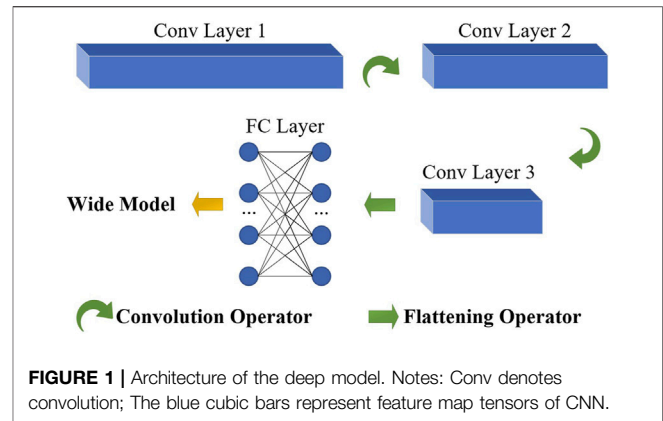 Conv Layer 1
Conv Layer 2
FC Layer
Conv Layer 3
Wide Model
...
...
Convolution Operator
Flattening Operator
FIGURE 1 | Architecture of the deep model. Notes: Conv denotes
convolution; The blue cubic bars represent feature map tensors of CNN.